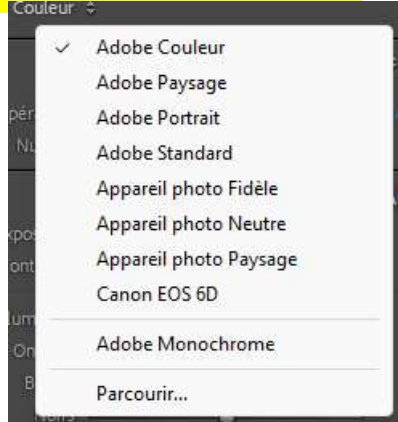 Couleur
Adobe Couleur
Adobe Paysage
Adobe Portrait
Adobe Standard
Appareil photo Fidèle
Appareil photo Neutre
Appareil photo Paysage
Canon EOS 6D
Adobe Monochrome
Parcourir...